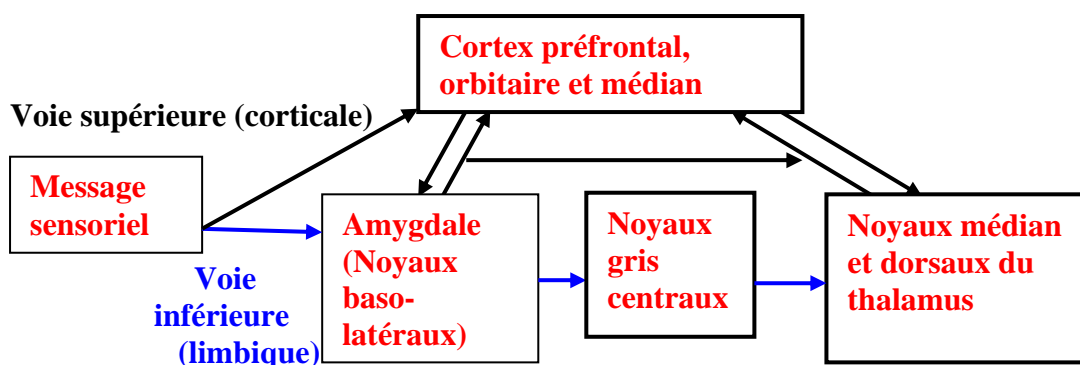 Cortex préfrontal,
orbitaire et médian
Voie supérieure (corticale)
Message
sensoriel
Amygdale
(Noyaux
baso-
latéraux)
Noyaux
gris
centraux
Noyaux médian
et dorsaux du
thalamus
Voie
inférieure
(limbique)